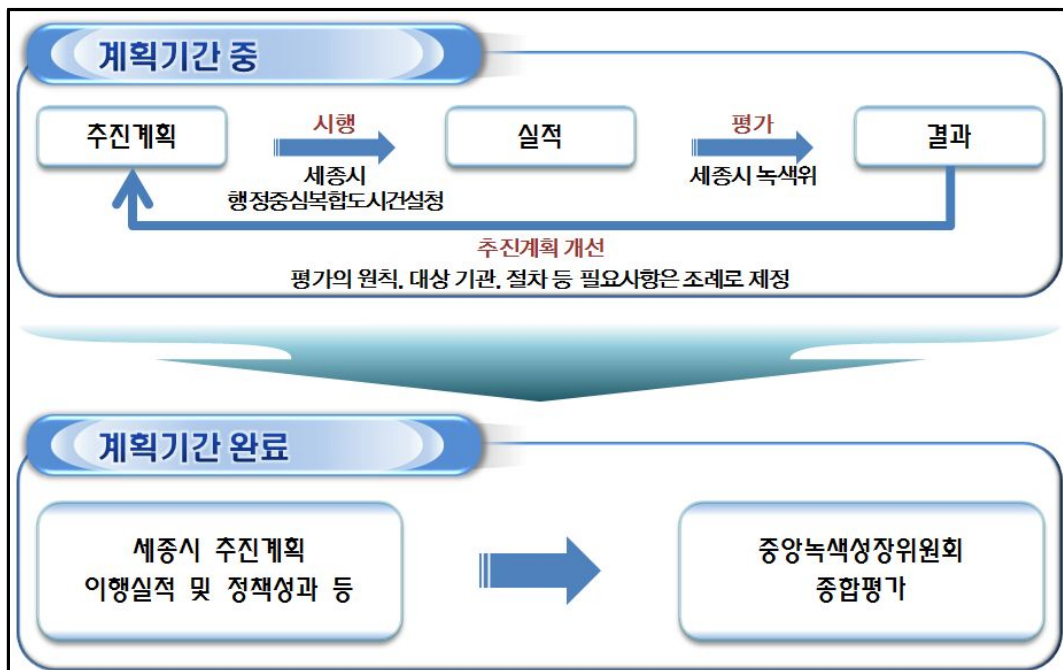 계획기간 중
추진계획
시행
세종시
행정중심복합도시건설청
실적
평가
세종시 녹색위
결과
추진계획 개선
평가의 원칙, 대상 기관, 절차 등 필요사항은 조례로 제정
계획기간 완료
세종시 추진계획
이행실적 및 정책성과 등
중앙녹색성장위원회
종합평가